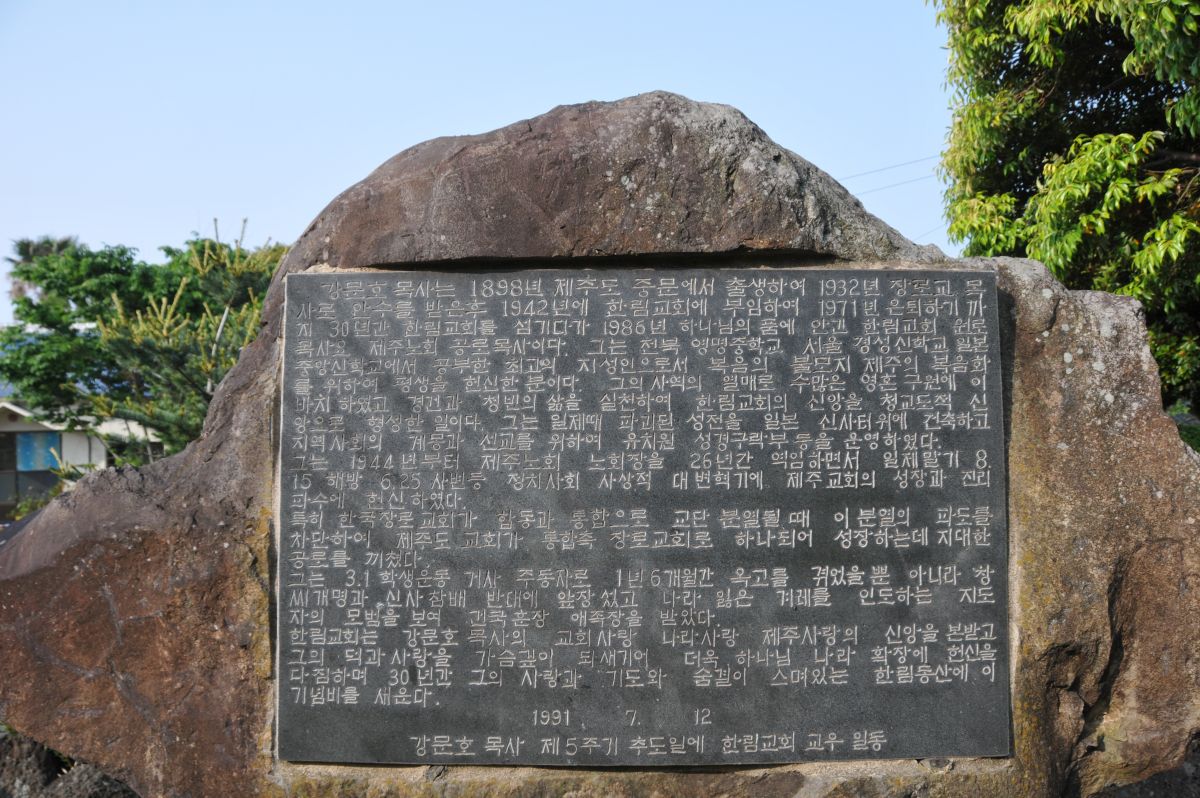 강문호 목사는 1898년 제주도 중문에서 출생하여 1932년 장로교 목
사로 안수를 받은후 1942년에 한림교회에 부임하여 1971년 은퇴하기 까
지 30년간 한림교회를 섬기다가 1986년 하나님의 품에 안긴 한림교회 원로
목사요 제주노회 공로목사이다. 그는 전북 영명중학교 서울 경성신학교 일본
중앙신학교에서 공부한 최고의 지성인으로서 복음의 불모지 제주의 복음화
를 위하여 평생을 헌신한 분이다. 그의 사역의 열매로 수많은 영혼 구원에 이
바지 하였고 경건과 청빈의 삶을 실천하여 한림교회의 신앙을 청교도적 신
앙으로 형성한 일이다. 그는 일제때 파괴된 성전을 일본 신사터위에 건축하고
지역사회의 계몽과 선교를 위하여 유치원 성경구락부 등을 운영하였다.
그는 1944년부터 제주노회 노회장을 26년간 역임하면서 일제말기 8.
15 해방 6.25 사변등 정치사회 사상적 대변혁기에 제주교회의 성장과 진리
파수에 헌신하였다.
특히 한국장로교회가 합동과 통합으로 교단 분열될 때 이 분열의 파도를
차단하여 제주도 교회가 통합측 장로교회로 하나되어 성장하는데 지대한
공로를 끼쳤다.
그는 3.1 학생운동 거사 주동자로 1년 6개월간 옥고를 겪었을 뿐 아니라 창
씨개명과 신사참배 반대에 앞장섰고 나라 잃은 겨레를 인도하는 지도
자의 모범을 보여 건국훈장 애족장을 받았다.
한림교회는 강문호 목사의 교회사랑 나라사랑 제주사랑의 신앙을 본받고
그의 덕과 사랑을 가슴깊이 되새기어 더욱 하나님 나라 확장에 헌신을
다짐하며 30년간 그의 사랑과 기도와 숨결이 스며있는 한림동산에 이
기념비를 세운다.
1991. 7. 12
강문호 목사 제5주기 추도일에 한림교회 교우 일동